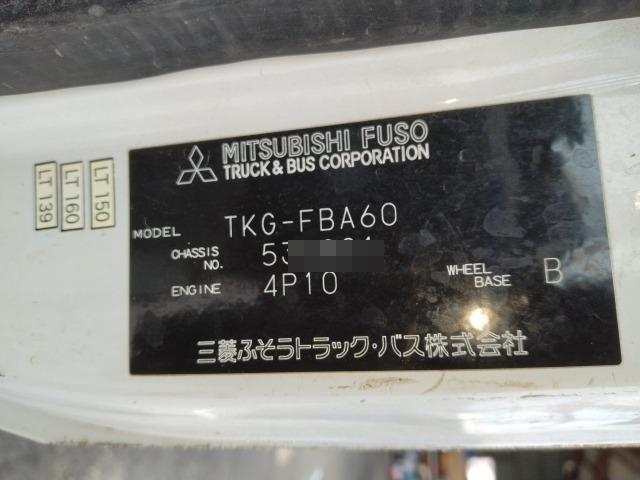 MITSUBISHI FUSO
TRUCK & BUS CORPORATION
LT 139
LT 160
LT 150
MODEL TKG-FBA60
CHASSIS NO.
ENGINE 4P10
WHEEL BASE B
三菱ふそうトラック・バス株式会社